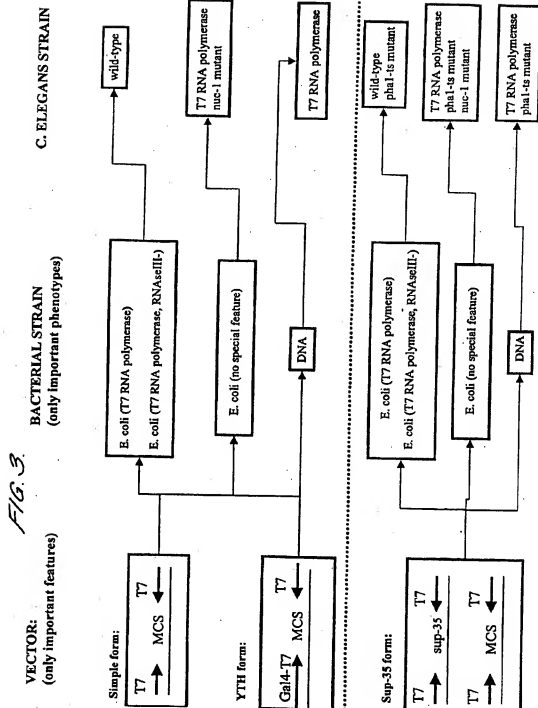 FIG. 3.
VECTOR:
(only important features)
BACTERIAL STRAIN
(only important phenotypes)
C. ELEGANS STRAIN
Simple form:
T7
T7
MCS
YTH form:
Gal4-T7
T7
MCS
E. coli (T7 RNA polymerase)
E. coli (T7 RNA polymerase, RNAseIII-)
E. coli (no special feature)
DNA
wild-type
T7 RNA polymerase
nuc-1 mutant
T7 RNA polymerase
Sup-35 form:
T7
T7
sup-35
T7
T7
MCS
E. coli (T7 RNA polymerase)
E. coli (T7 RNA polymerase, RNAseIII-)
E. coli (no special feature)
DNA
wild-type
pha1-ts mutant
T7 RNA polymerase
pha1-ts mutant
nuc-1 mutant
T7 RNA polymerase
pha1-ts mutant